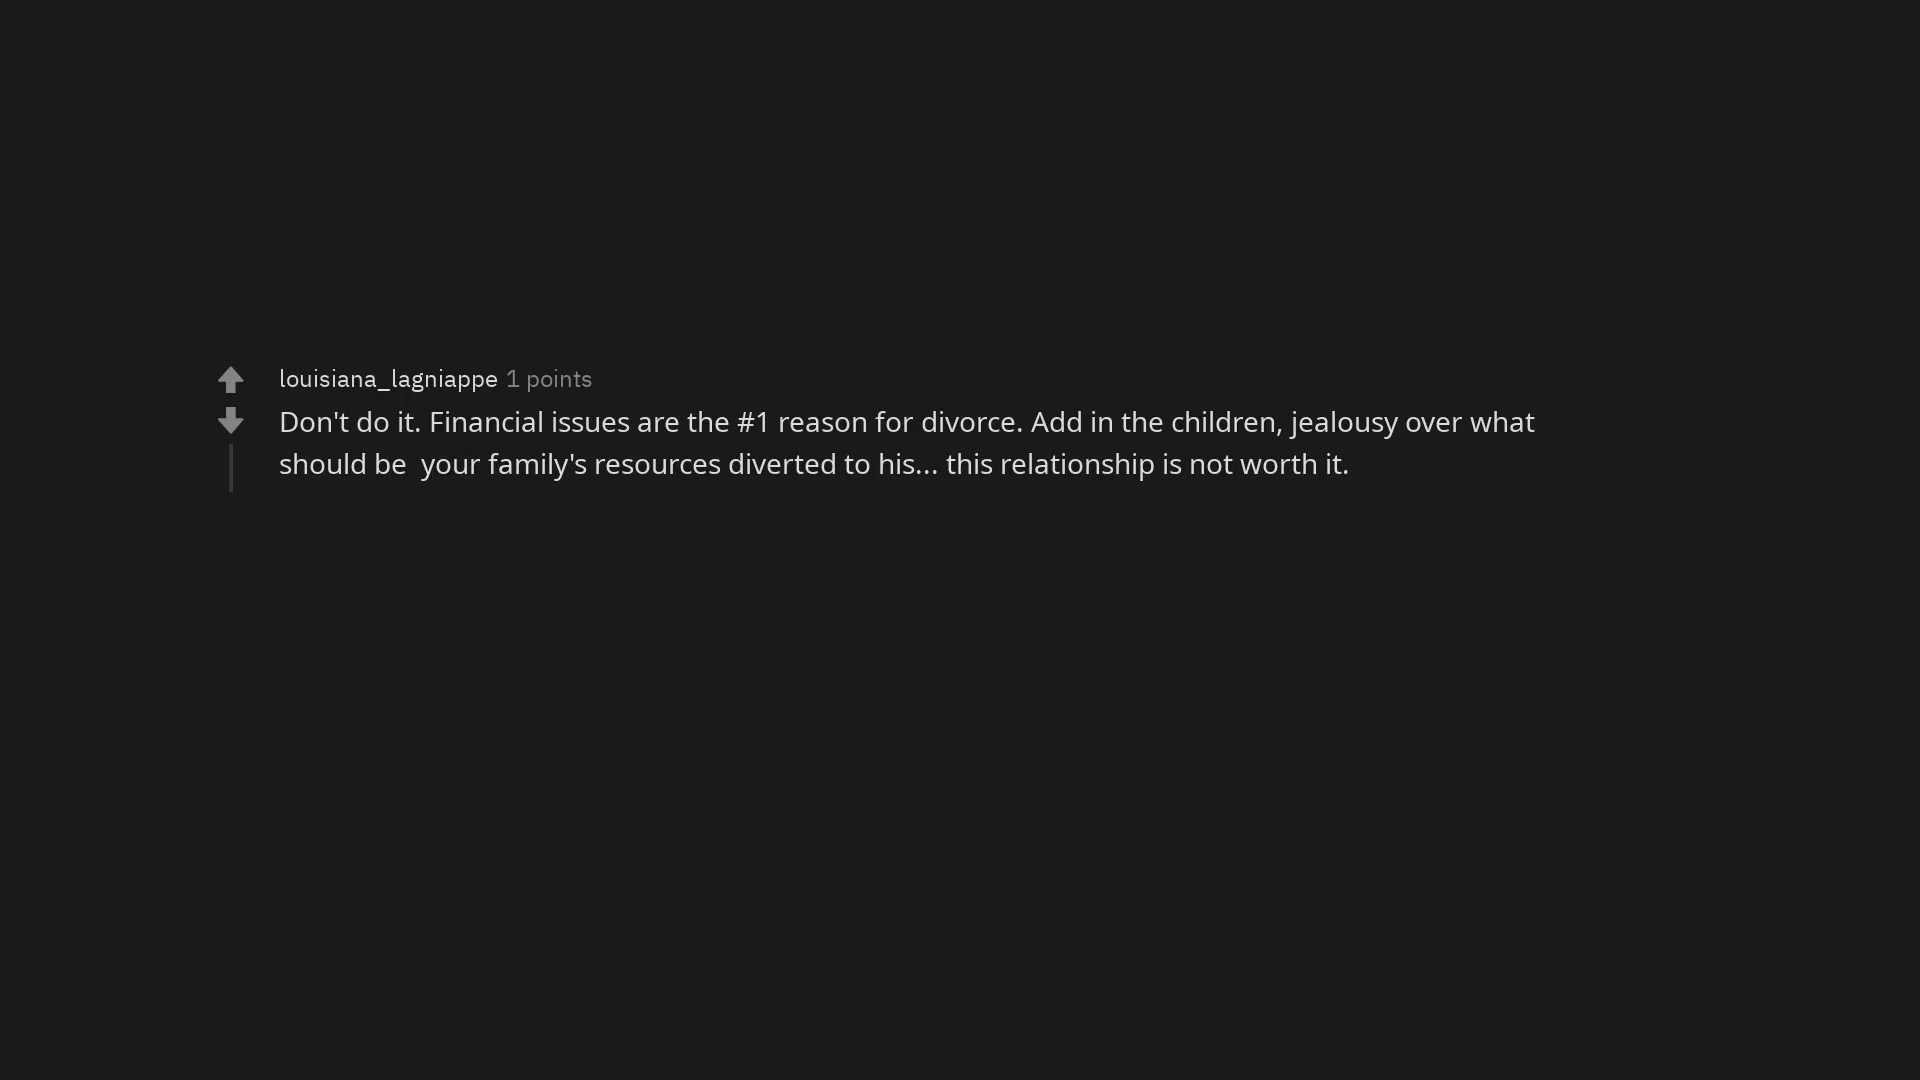 louisiana_lagniappe 1 points
Don't do it. Financial issues are the #1 reason for divorce. Add in the children, jealousy over what
should be  your family's resources diverted to his... this relationship is not worth it.